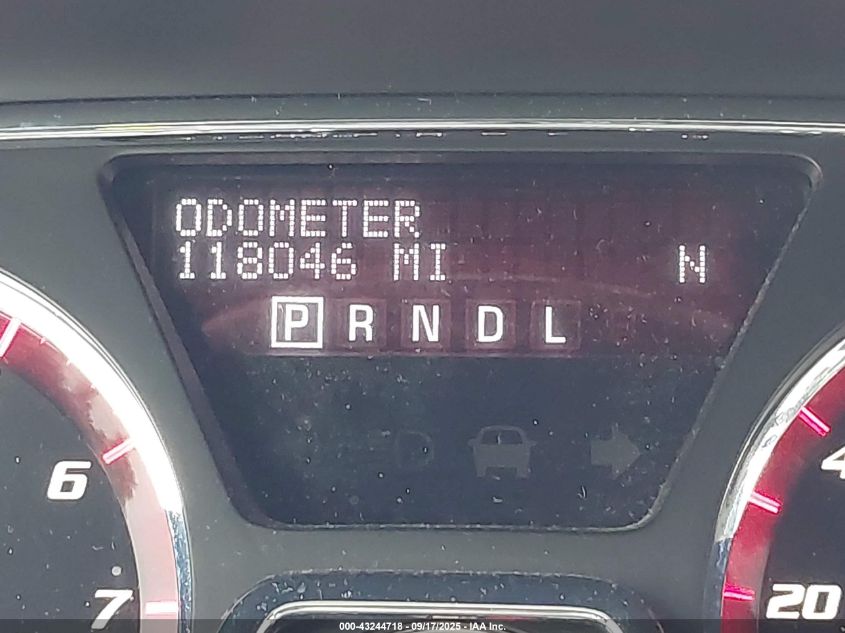 ODOMETER
118046 MI N
P R N D L
6
7
4
20
000-43244718 - 09/17/2025 - IAA Inc.